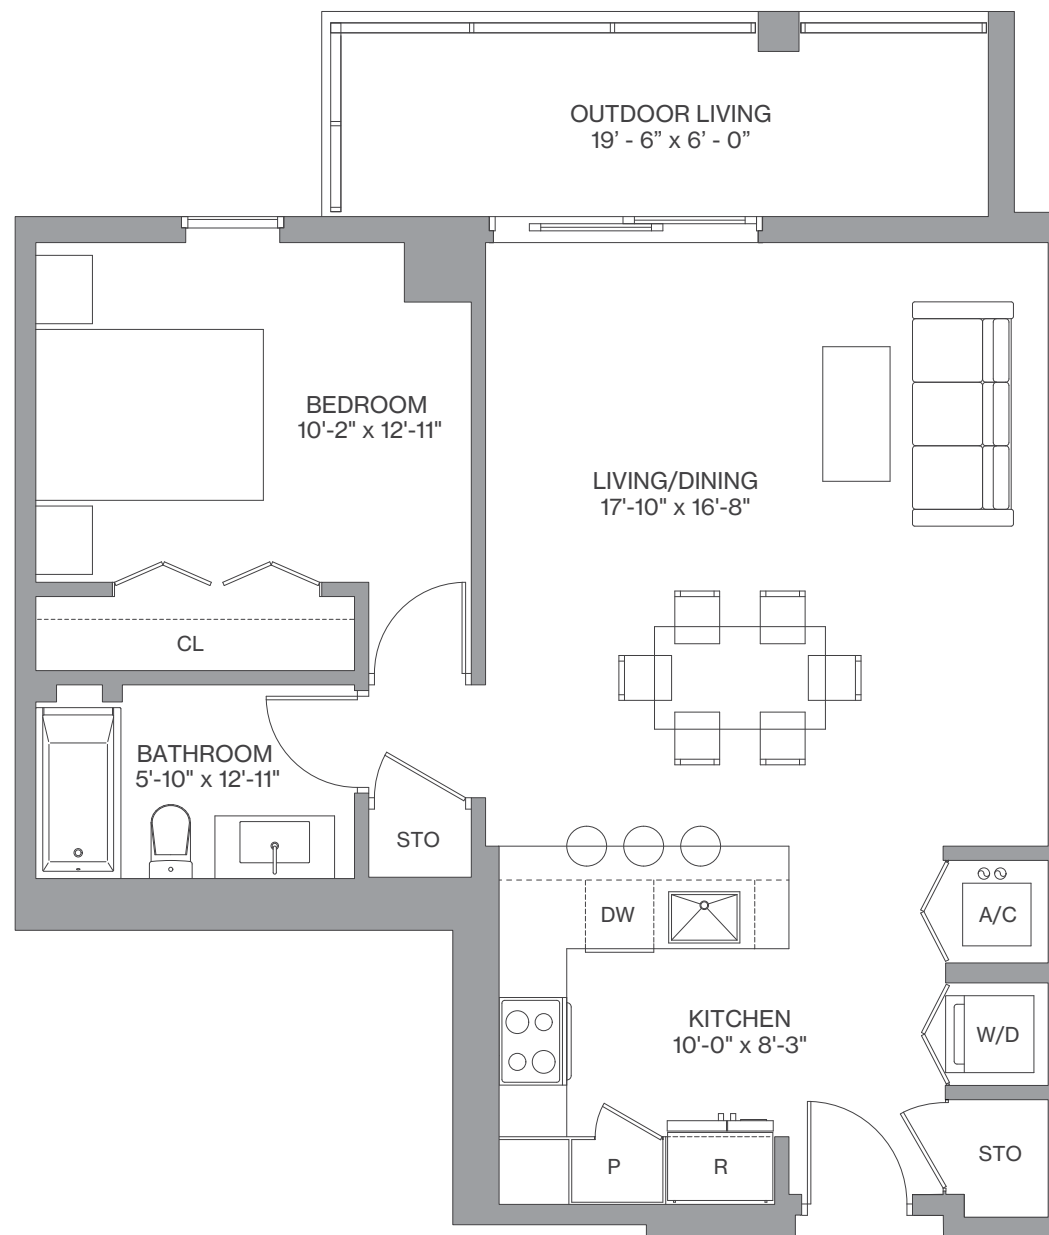 OUTDOOR LIVING
19’ - 6” x 6’ - 0”
BEDROOM
10'-2" x 12'-11"
LIVING/DINING
17'-10" x 16'-8"
CL
BATHROOM
5'-10" x 12'-11"
STO
DW
A/C
KITCHEN
10'-0" x 8'-3"
W/D
P
R
STO